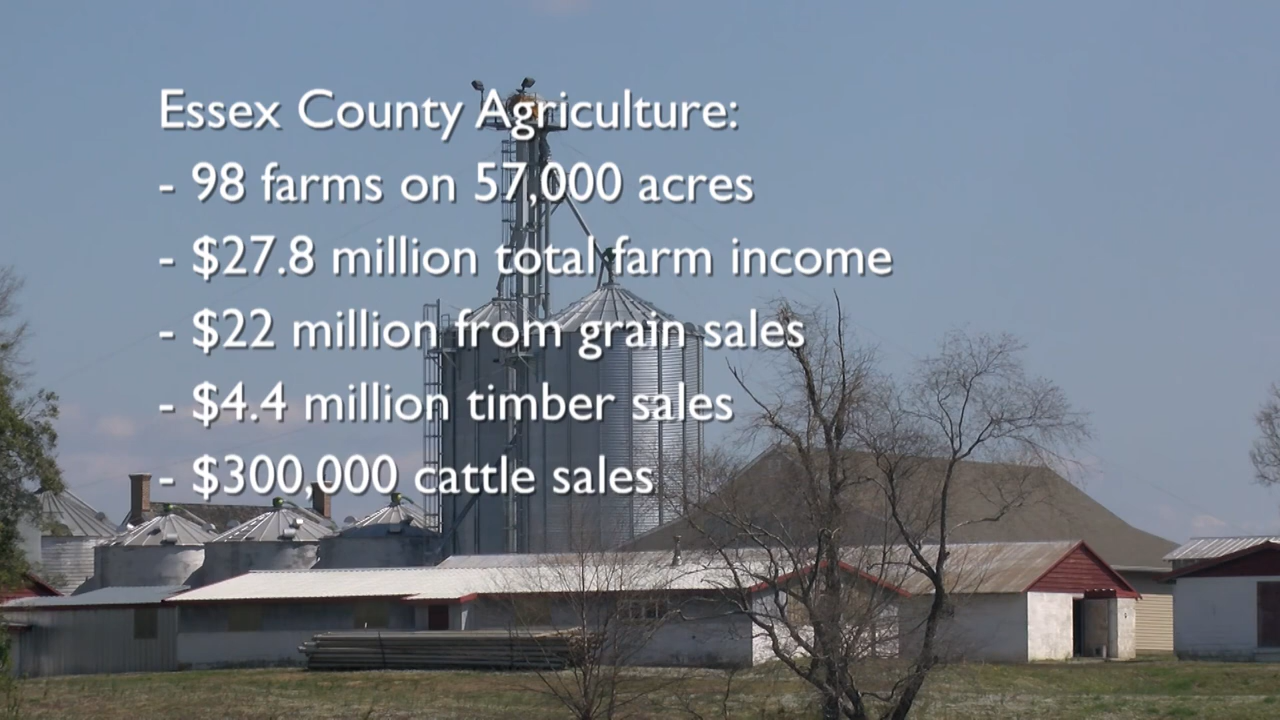 Essex County Agriculture:
- 98 farms on 57,000 acres
- $27.8 million total farm income
- $22 million from grain sales
- $4.4 million timber sales
- $300,000 cattle sales